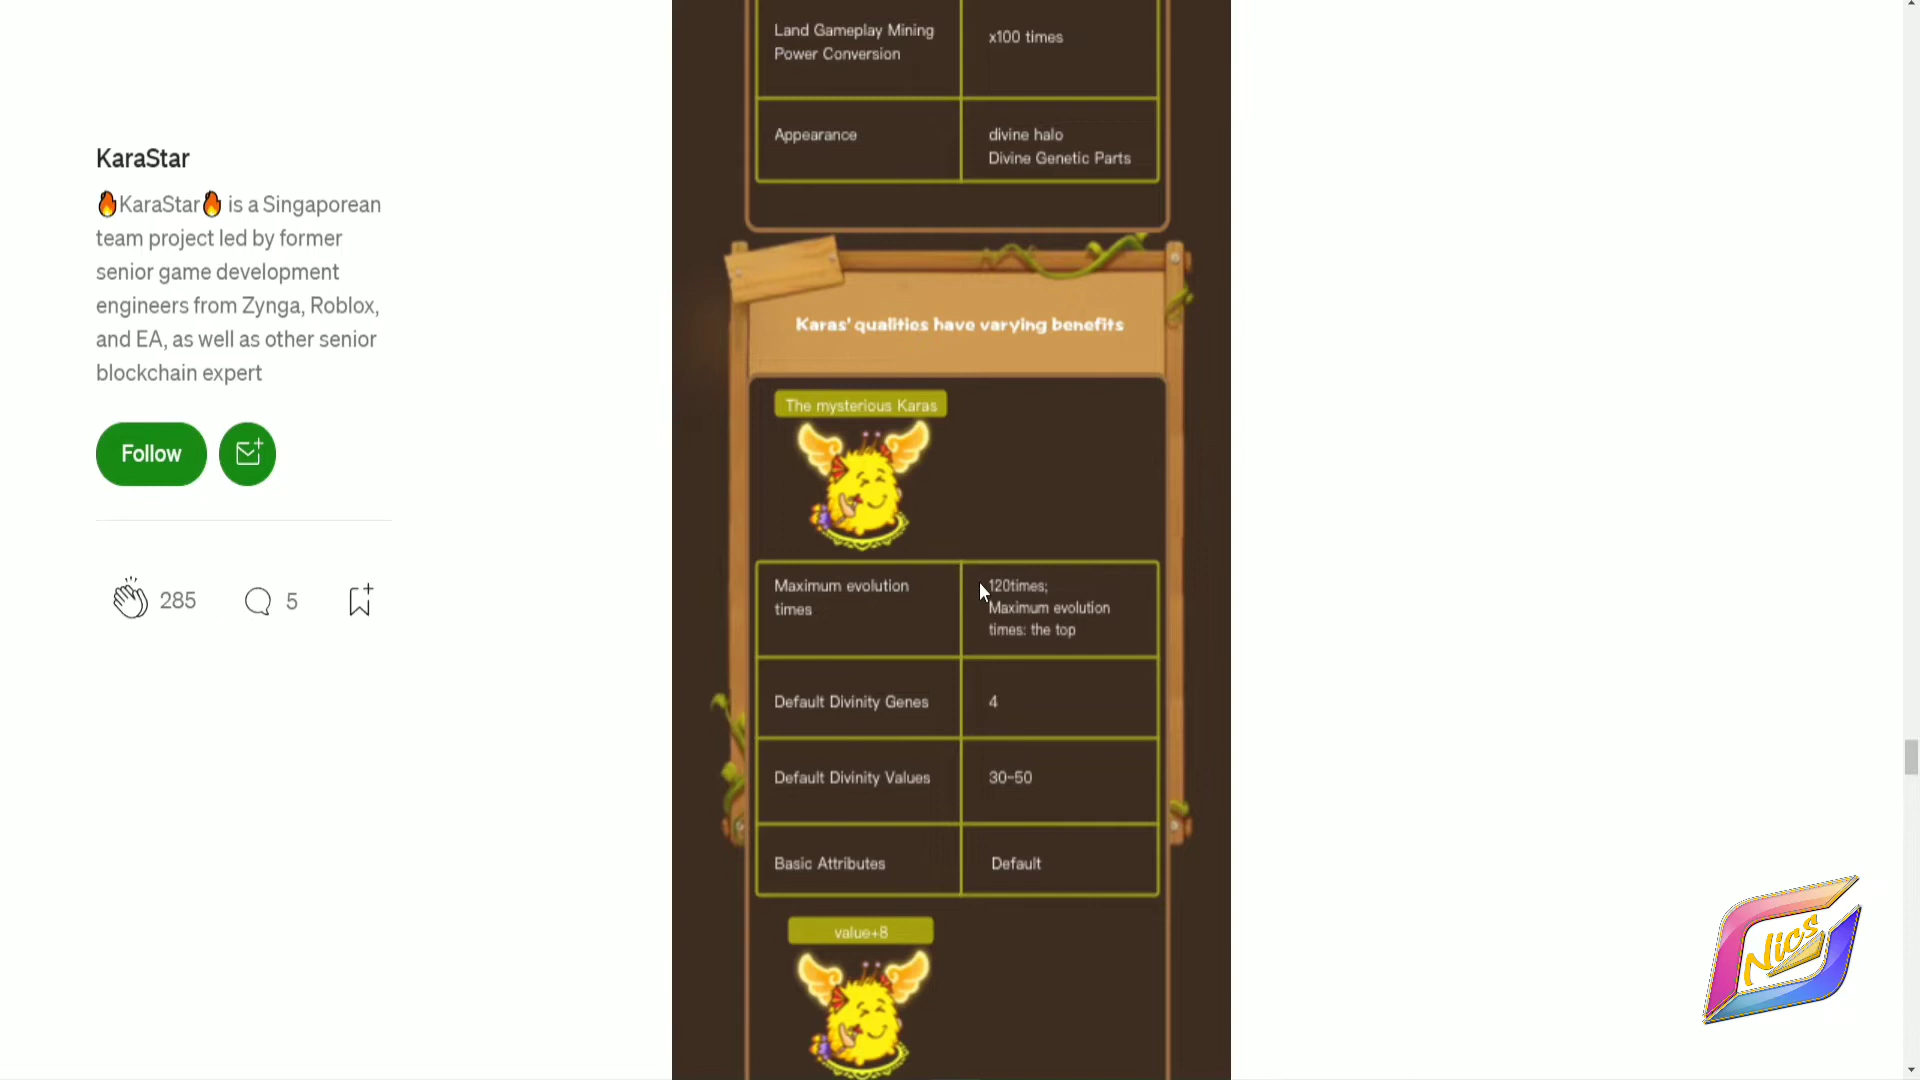 Land Gameplay Mining
Power Conversion
x100 times
Appearance
divine halo
Divine Genetic Parts
KaraStar
🔥KaraStar🔥 is a Singaporean
team project led by former
senior game development
engineers from Zynga, Roblox,
and EA, as well as other senior
blockchain expert
Follow
285
5
Karas' qualities have varying benefits
The mysterious Karas
Maximum evolution
times
120times;
Maximum evolution
times: the top
Default Divinity Genes
4
Default Divinity Values
30-50
Basic Attributes
Default
value+8
Nics